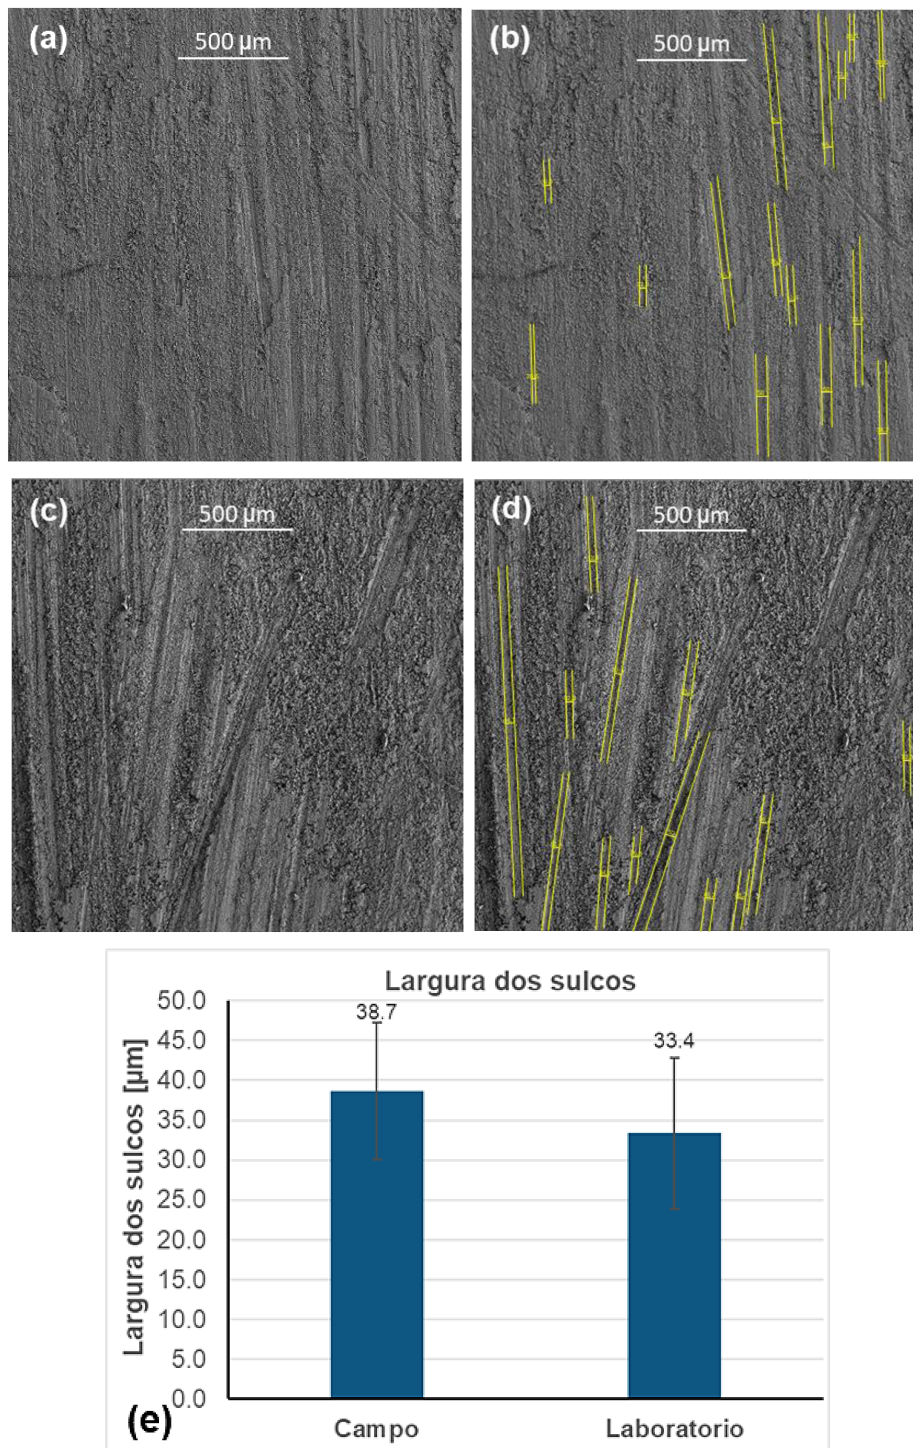 (a)
500 µm
(b)
500 µm
(c)
500 µm
(d)
500 µm
Largura dos sulcos
Largura dos sulcos [µm]
50.0
45.0
40.0
35.0
30.0
25.0
20.0
15.0
10.0
5.0
0.0
38.7
33.4
Campo
Laboratorio
(e)